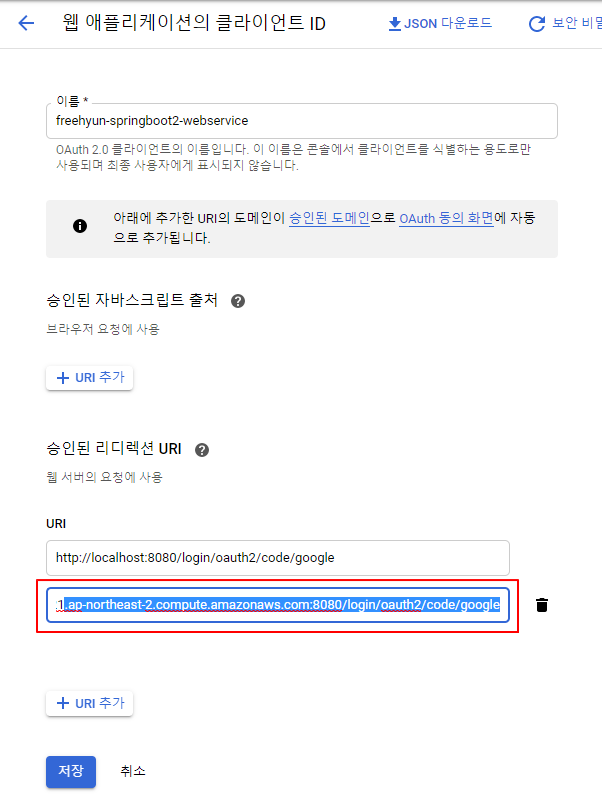 웹 애플리케이션의 클라이언트 ID
JSON 다운로드
보안 비밀
이름 *
freehyun-springboot2-webservice
OAuth 2.0 클라이언트의 이름입니다. 이 이름은 콘솔에서 클라이언트를 식별하는 용도로만
사용되며 최종 사용자에게 표시되지 않습니다.
아래에 추가한 URI의 도메인이 승인된 도메인으로 OAuth 동의 화면에 자동
으로 추가됩니다.
승인된 자바스크립트 출처
브라우저 요청에 사용
URI 추가
승인된 리디렉션 URI
웹 서버의 요청에 사용
URI
http://localhost:8080/login/oauth2/code/google
.1.ap-northeast-2.compute.amazonaws.com:8080/login/oauth2/code/google
URI 추가
저장
취소